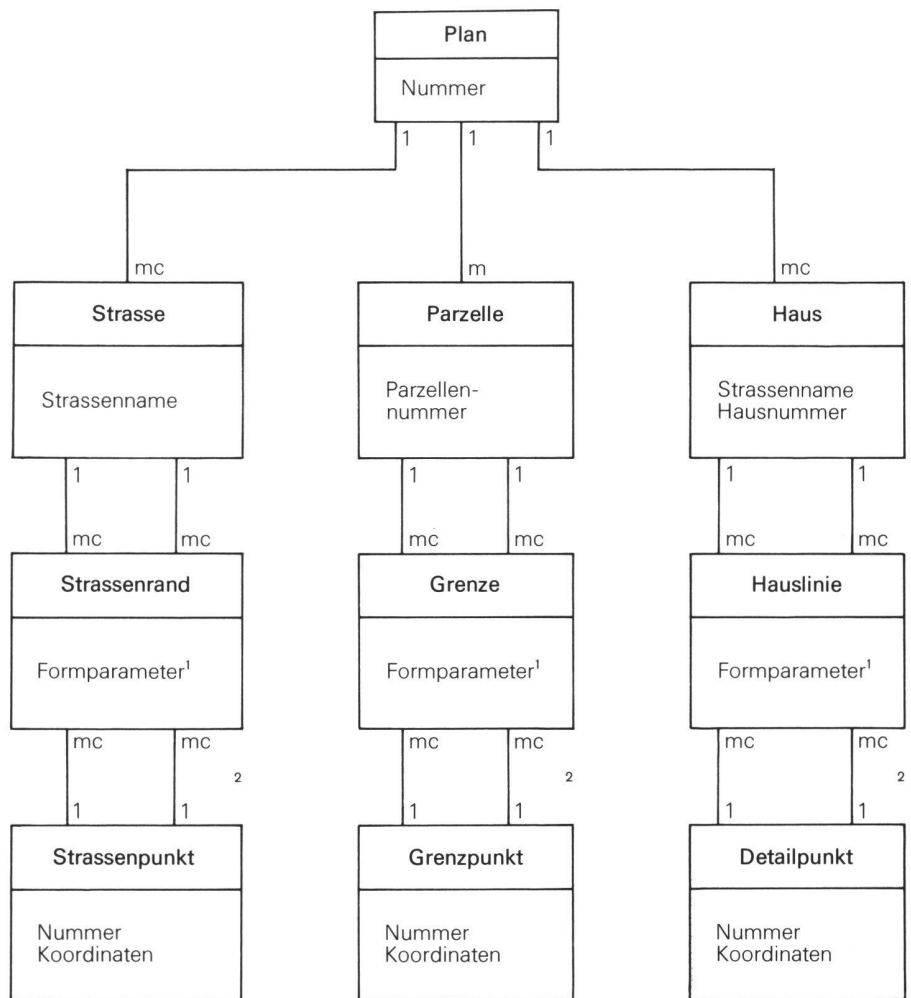 Plan
Nummer
1 1 1
mc m mc
Strasse Parzelle Haus
Strassenname
Parzellen-
nummer
Strassenname
Hausnummer
1 1 1 1 1 1
mc mc mc mc mc mc
Strassenrand Grenze Hauslinie
Formparameter¹ Formparameter¹ Formparameter¹
mc mc mc mc mc mc
2 2 2
1 1 1 1 1 1
Strassenpunkt Grenzpunkt Detailpunkt
Nummer
Koordinaten
Nummer
Koordinaten
Nummer
Koordinaten